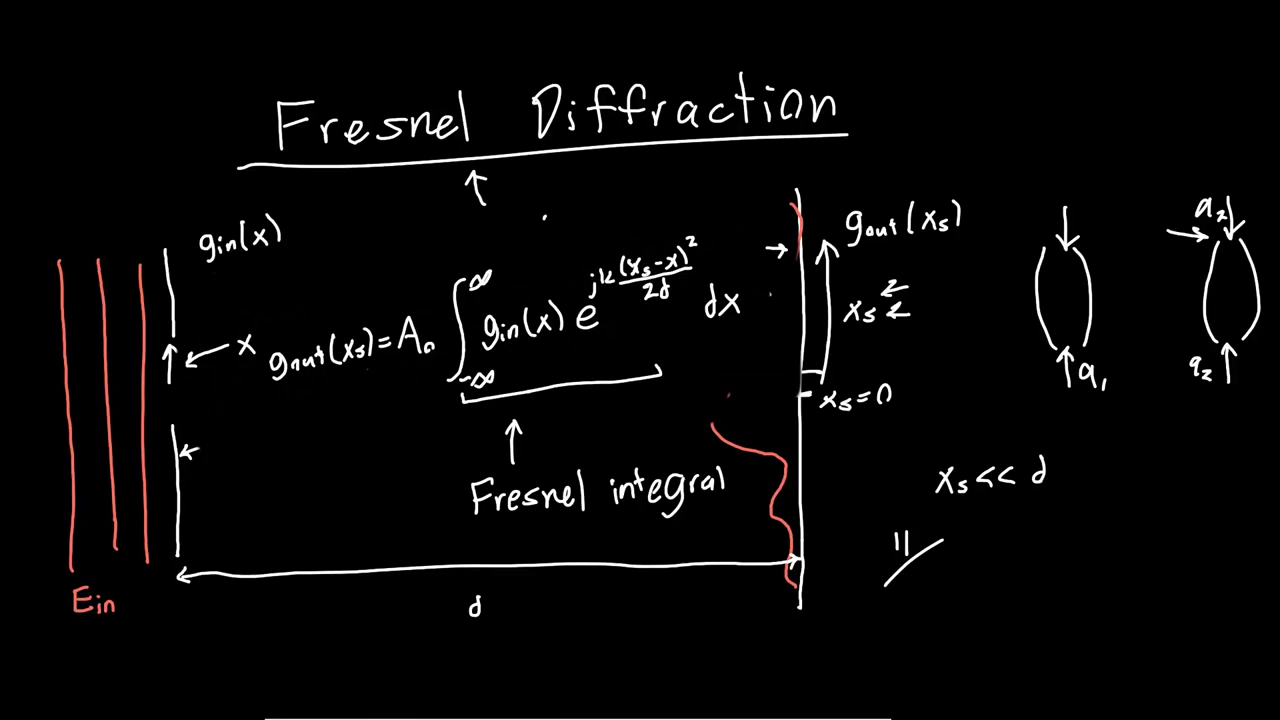 Fresnel Diffraction
gin(x)
gout(xs)
a2
x
gout(xs) = A0 ∫_{-∞}^{∞} gin(x) e^{jk (xs-x)^2/2d} dx
xs
a1
a2
xs=0
Fresnel integral
xs << d
Ein
d